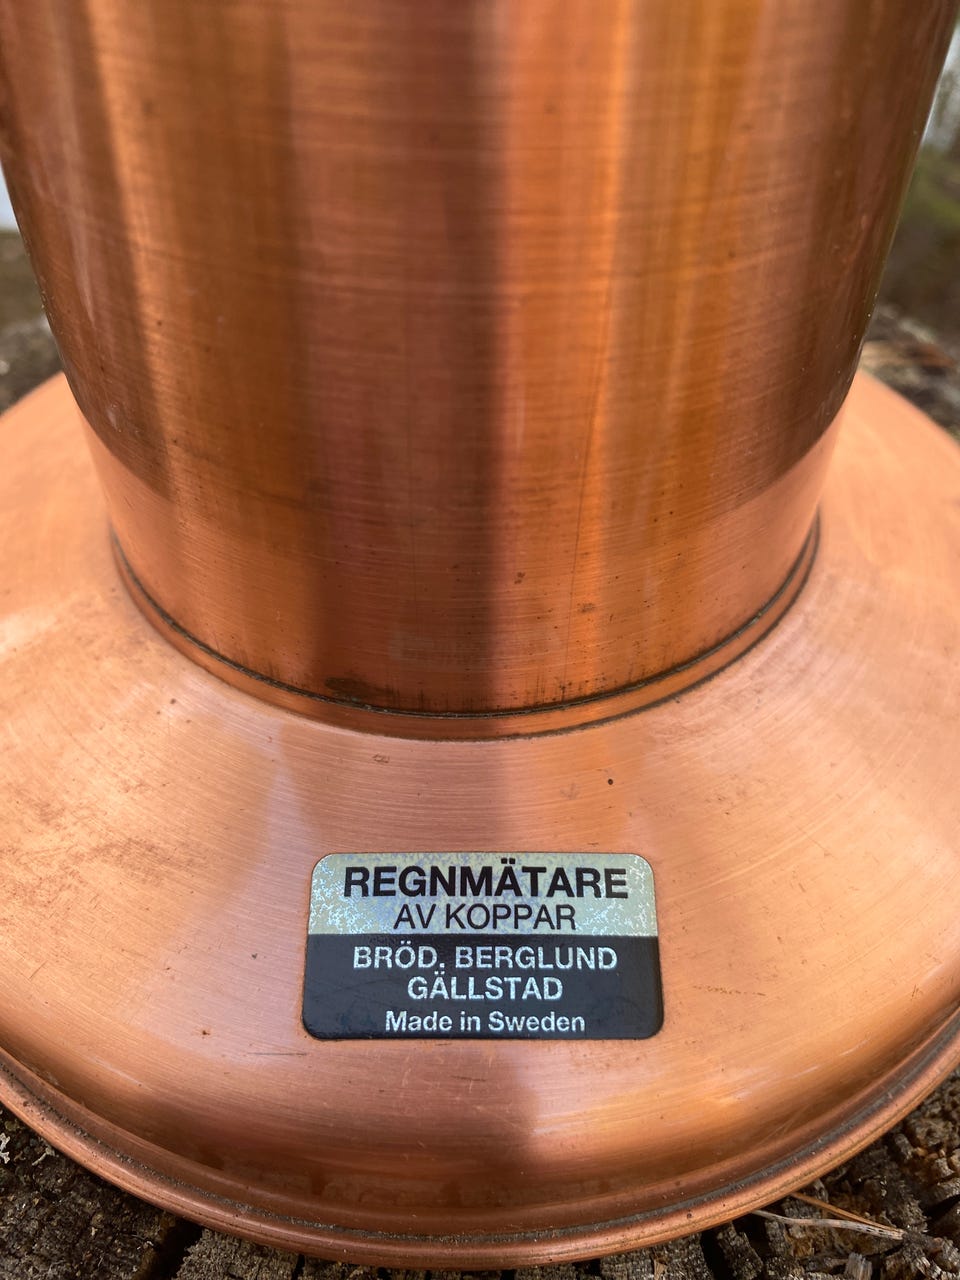 REGNMÄTARE
AV KOPPAR
BRÖD. BERGLUND
GÄLLSTAD
Made in Sweden